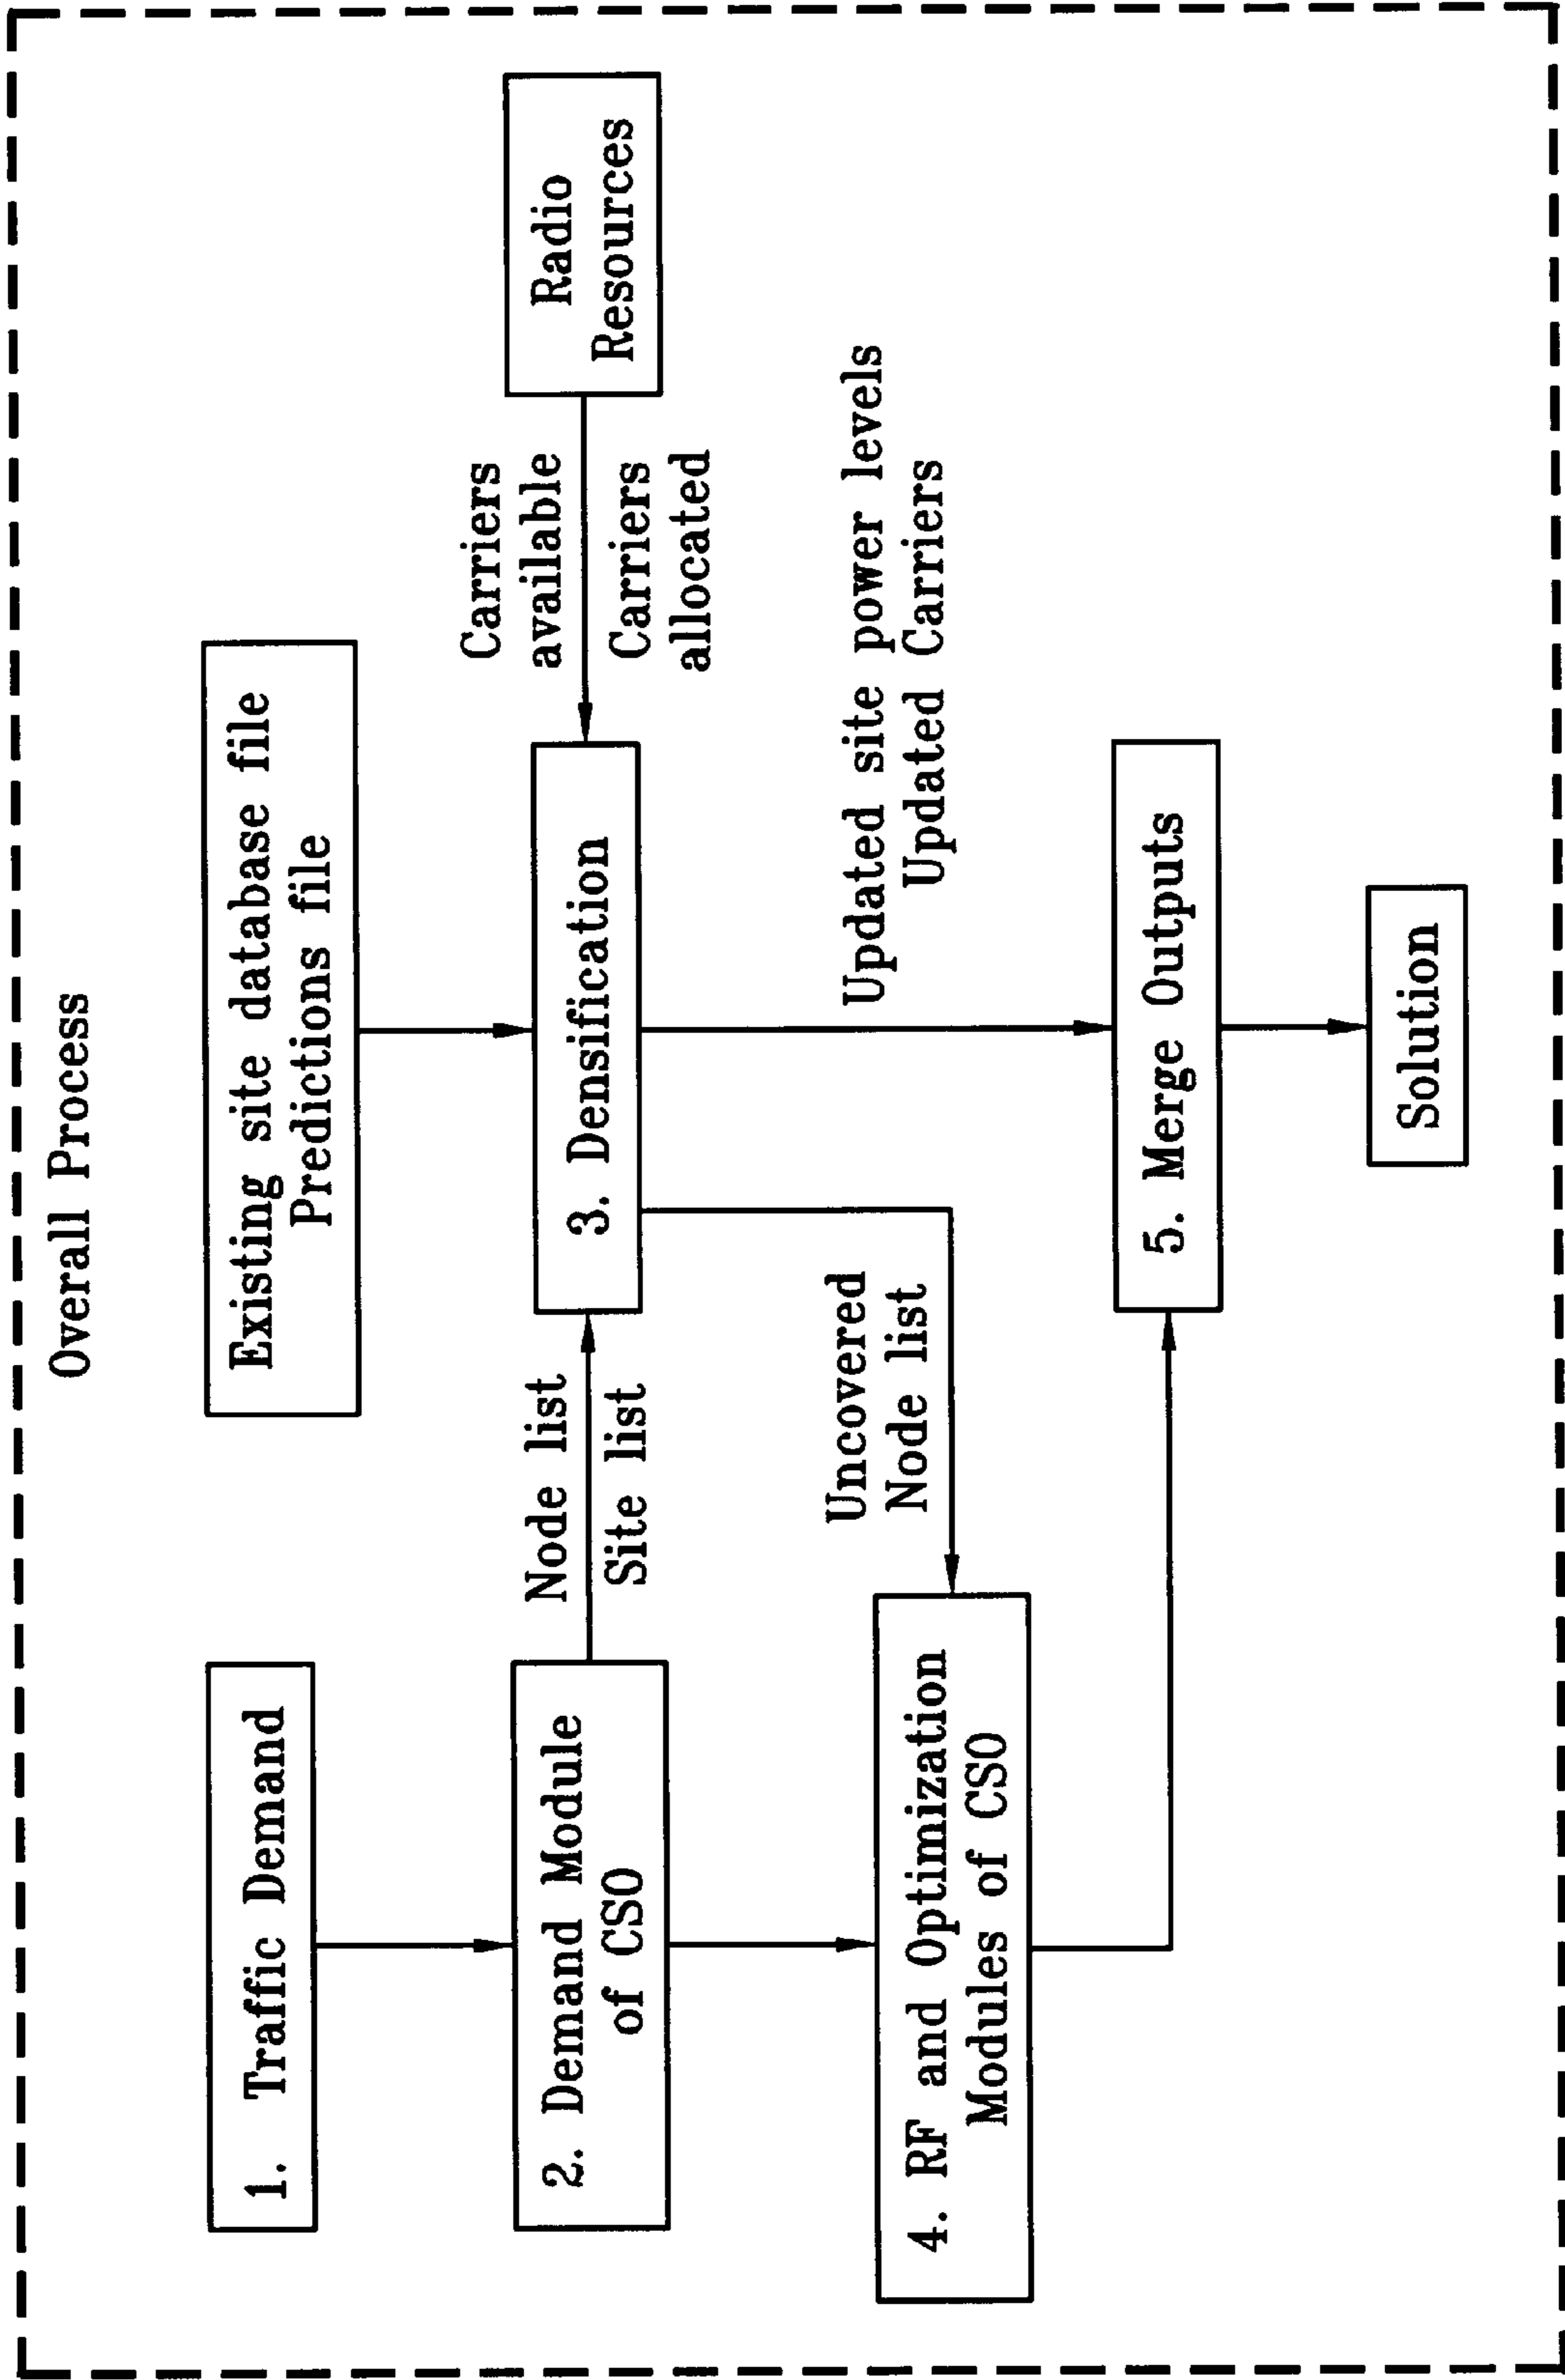 Overall Process
Existing site database file
Predictions file
1. Traffic Demand
Node list
Site list
2. Demand Module
of CSO
3. Densification
Carriers
available
Carriers
allocated
Radio
Resources
Uncovered
Node list
Updated site power levels
Updated Carriers
4. RF and Optimization
Modules of CSO
5. Merge Outputs
Solution